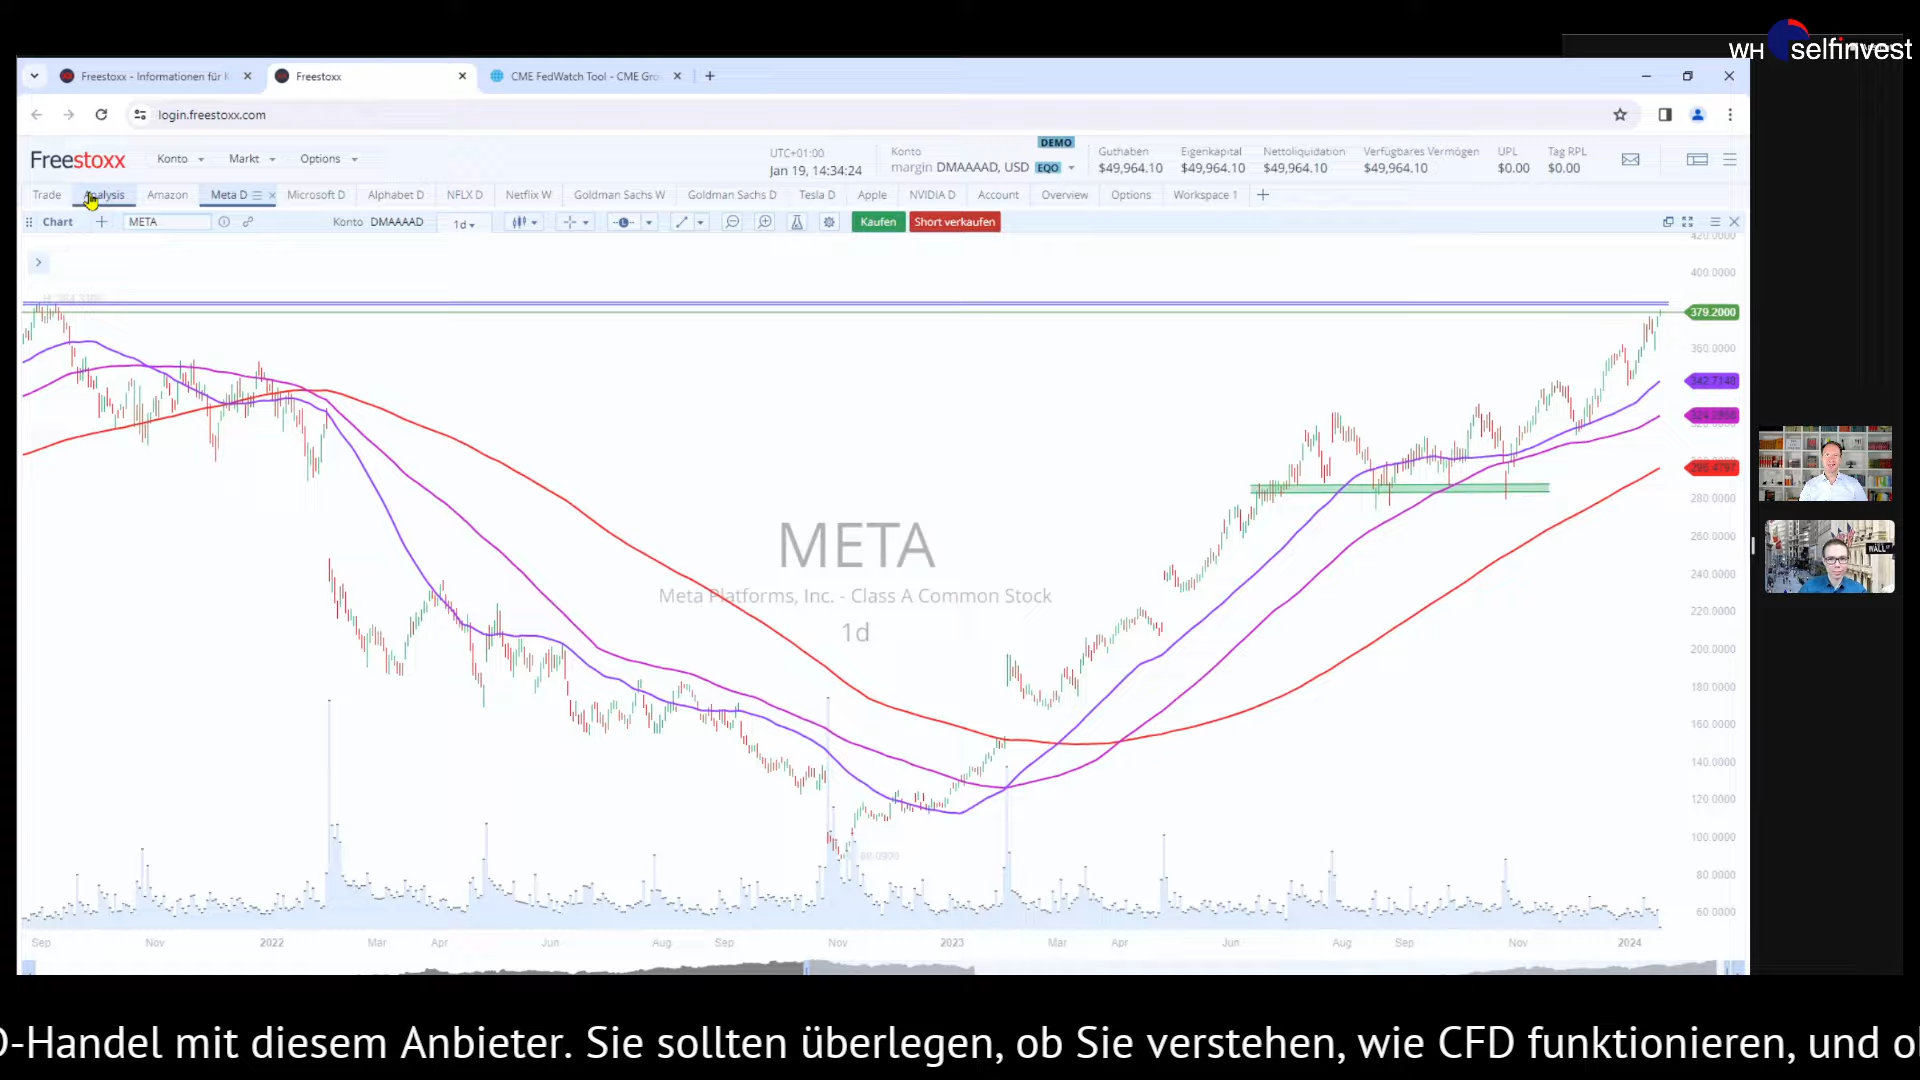 WH selfinvest
Freestoxx - Informationen für K
Freestoxx
CME FedWatch Tool - CME Gro
login.freestoxx.com
Freestoxx
Konto
Markt
Options
UTC+01:00
Jan 19, 14:34:24
Konto
margin DMAAAAD, USD
DEMO
EQO
Guthaben
$49,964.10
Eigenkapital
$49,964.10
Nettoliquidation
$49,964.10
Verfügbares Vermögen
$49,964.10
UPL
$0.00
Tag RPL
$0.00
Trade
Analysis
Amazon
Meta D
Microsoft D
Alphabet D
NFLX D
Netflix W
Goldman Sachs W
Goldman Sachs D
Tesla D
Apple
NVIDIA D
Account
Overview
Options
Workspace 1
Chart
META
Konto DMAAAAD
1d
Kaufen
Short verkaufen
420.0000
400.0000
379.2000
360.0000
342.7148
280.0000
260.0000
240.0000
220.0000
200.0000
180.0000
160.0000
140.0000
120.0000
100.0000
80.0000
60.0000
META
Meta Platforms, Inc. - Class A Common Stock
1d
Sep
Nov
2022
Mar
Apr
Jun
Aug
Sep
Nov
2023
Mar
Apr
Jun
Aug
Sep
Nov
2024
WALL
D-Handel mit diesem Anbieter. Sie sollten überlegen, ob Sie verstehen, wie CFD funktionieren, und ob